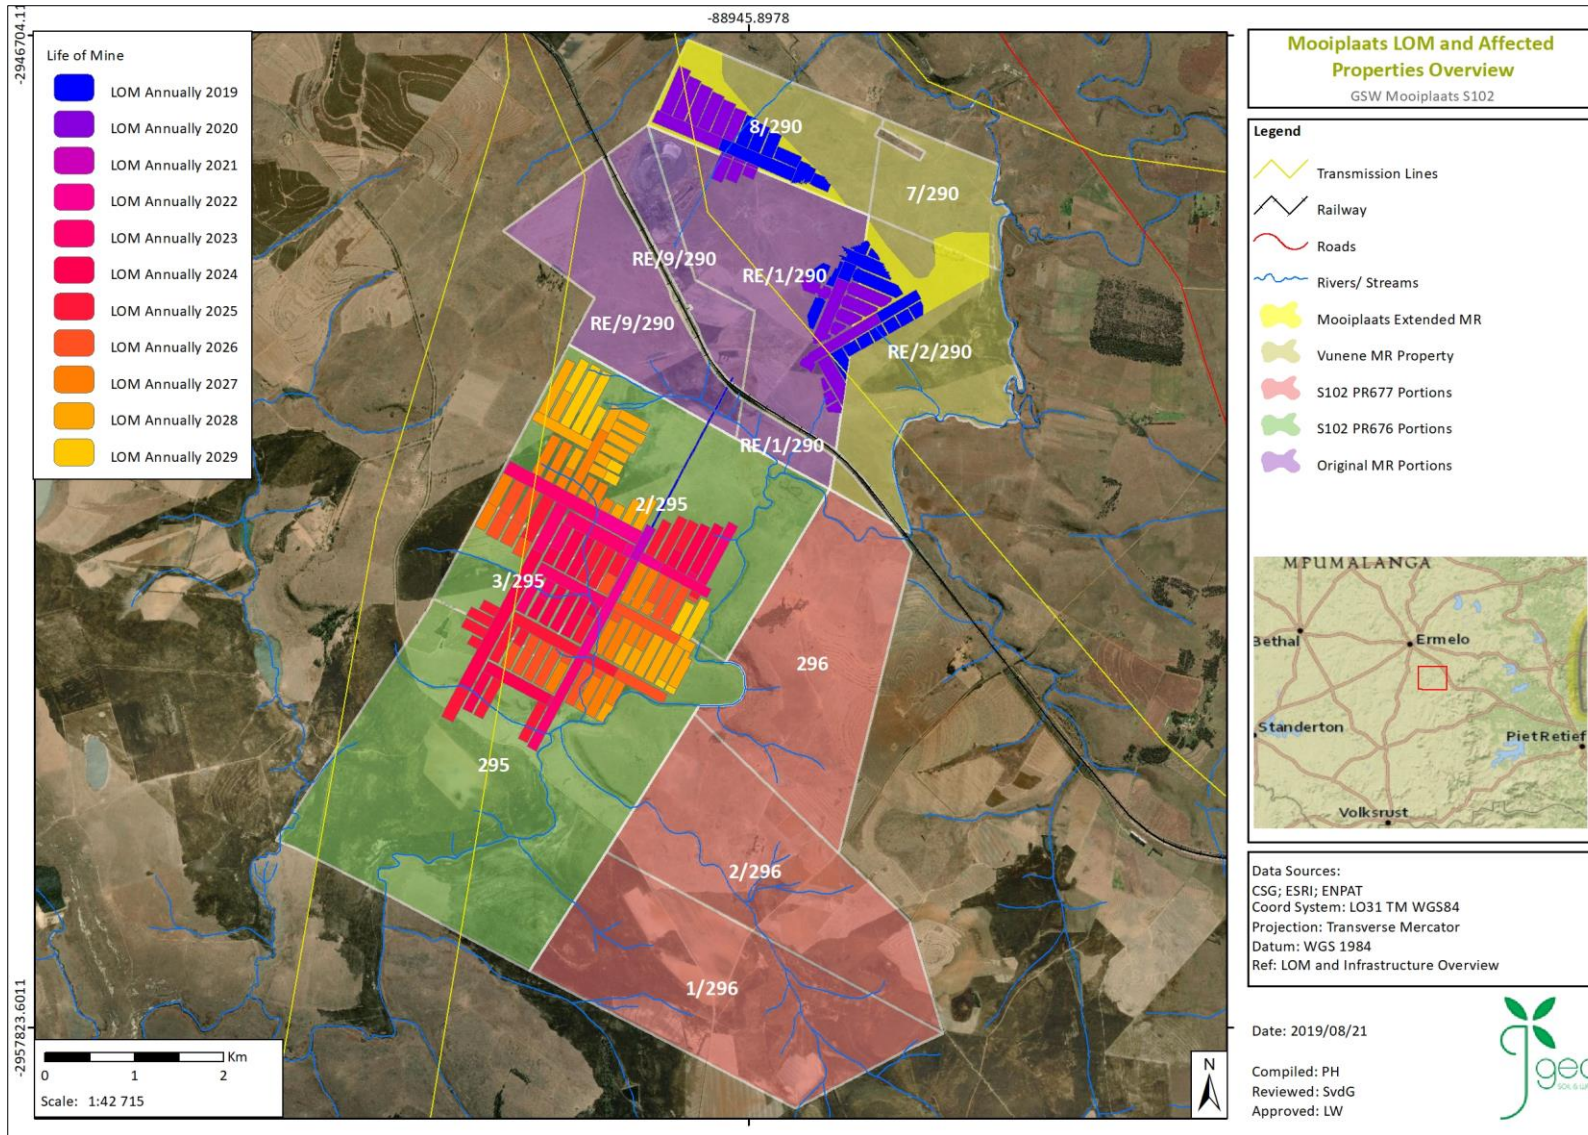 -88945.8978
-2946704.11
-2957823.6011
Life of Mine
LOM Annually 2019
LOM Annually 2020
LOM Annually 2021
LOM Annually 2022
LOM Annually 2023
LOM Annually 2024
LOM Annually 2025
LOM Annually 2026
LOM Annually 2027
LOM Annually 2028
LOM Annually 2029
8/290
7/290
RE/9/290
RE/1/290
RE/9/290
RE/2/290
RE/1/290
2/295
3/295
296
295
2/296
1/296
Km
0 1 2
Scale: 1:42 715
N
Mooiplaats LOM and Affected
Properties Overview
GSW Mooiplaats S102
Legend
Transmission Lines
Railway
Roads
Rivers/ Streams
Mooiplaats Extended MR
Vunene MR Property
S102 PR677 Portions
S102 PR676 Portions
Original MR Portions
MPUMALANGA
Bethal
Ermelo
Standerton
Piet Retief
Volksrust
Data Sources:
CSG; ESRI; ENPAT
Coord System: LO31 TM WGS84
Projection: Transverse Mercator
Datum: WGS 1984
Ref: LOM and Infrastructure Overview
Date: 2019/08/21
Compiled: PH
Reviewed: SvdG
Approved: LW